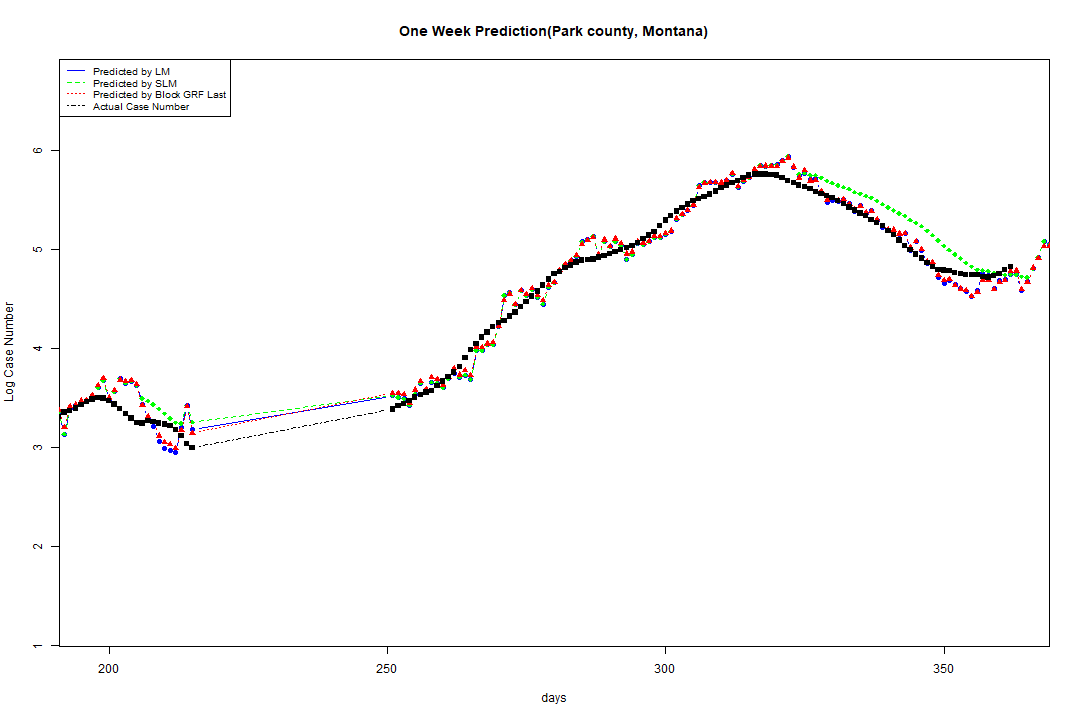 One Week Prediction(Park county, Montana)
Predicted by LM
Predicted by SLM
Predicted by Block GRF Last
Actual Case Number
6
5
4
3
2
1
Log Case Number
200
250
300
350
days